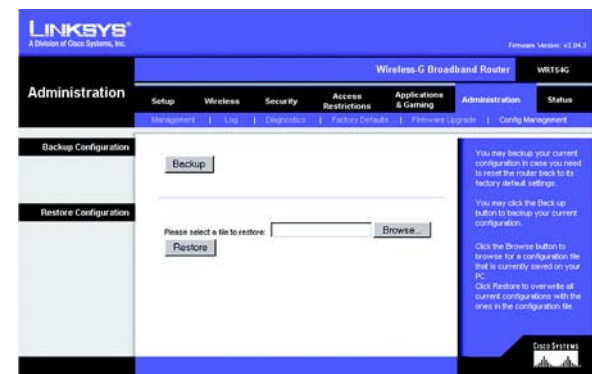 LINKSYS®
A Division of Cisco Systems, Inc.
Firmware Version: v2.04.3
Wireless-G Broadband Router
WRT54G
Administration
Setup
Wireless
Security
Access
Restrictions
Applications
& Gaming
Administration
Status
Management | Log | Diagnostics | Factory Defaults | Firmware Upgrade | Config Management
Backup Configuration
Backup
Restore Configuration
Please select a file to restore:
Browse...
Restore
You may backup your current
configuration in case you need
to reset the router back to its
factory default settings.
You may click the Back up
button to backup your current
configuration.
Click the Browse button to
browse for a configuration file
that is currently saved on your
PC.
Click Restore to overwrite all
current configurations with the
ones in the configuration file.
CISCO SYSTEMS